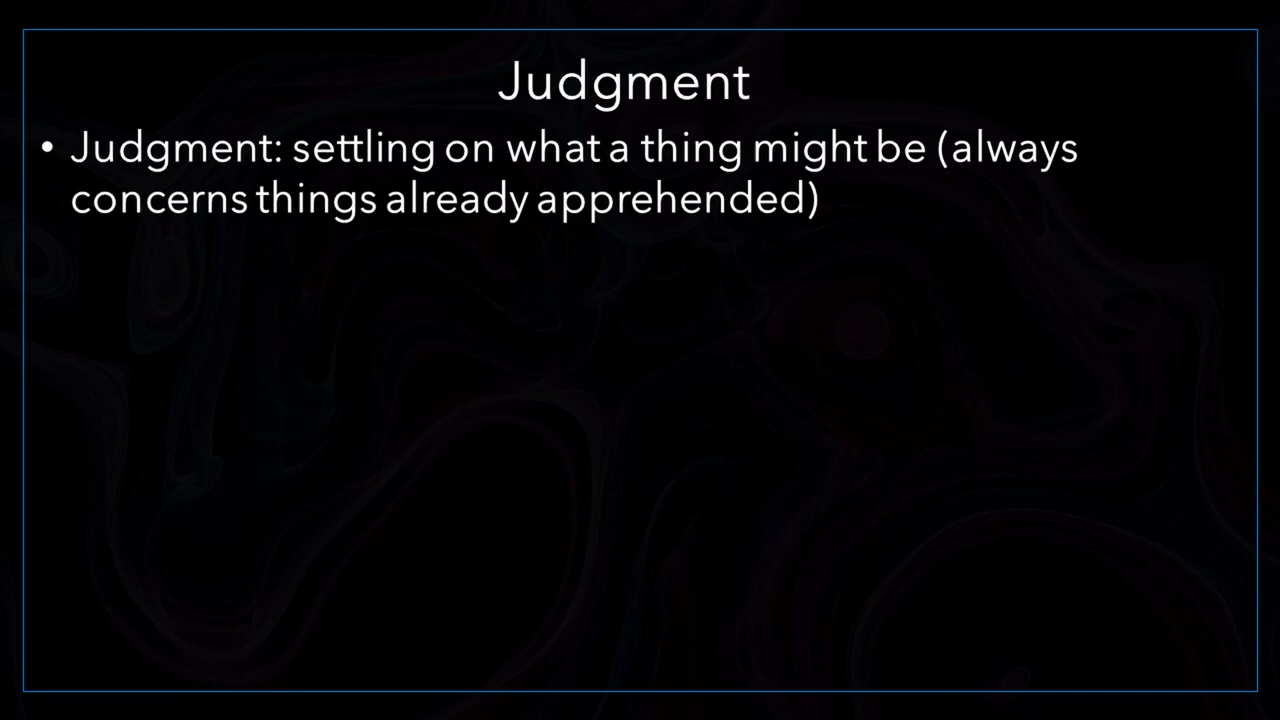 Judgment
• Judgment: settling on what a thing might be (always
concerns things already apprehended)